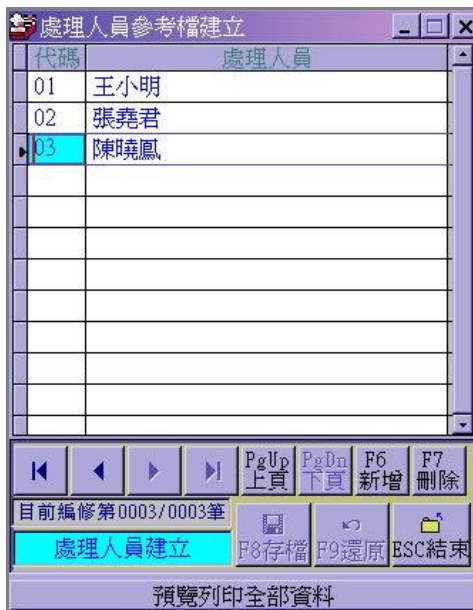 處理人員參考檔建立
代碼 處理人員
01 王小明
02 張堯君
03 陳曉鳳
PgUp PgDn F6 F7
上頁 下頁 新增 刪除
目前編修第0003/0003筆
處理人員建立 F8存檔 F9還原 ESC結束
預覽列印全部資料